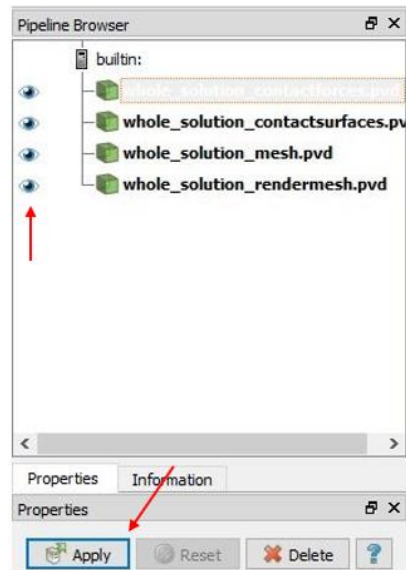 Pipeline Browser
builtin:
whole_solution_contactforces.pvd
whole_solution_contactsurfaces.pv
whole_solution_mesh.pvd
whole_solution_rendermesh.pvd
Properties Information
Properties
Apply Reset Delete ?